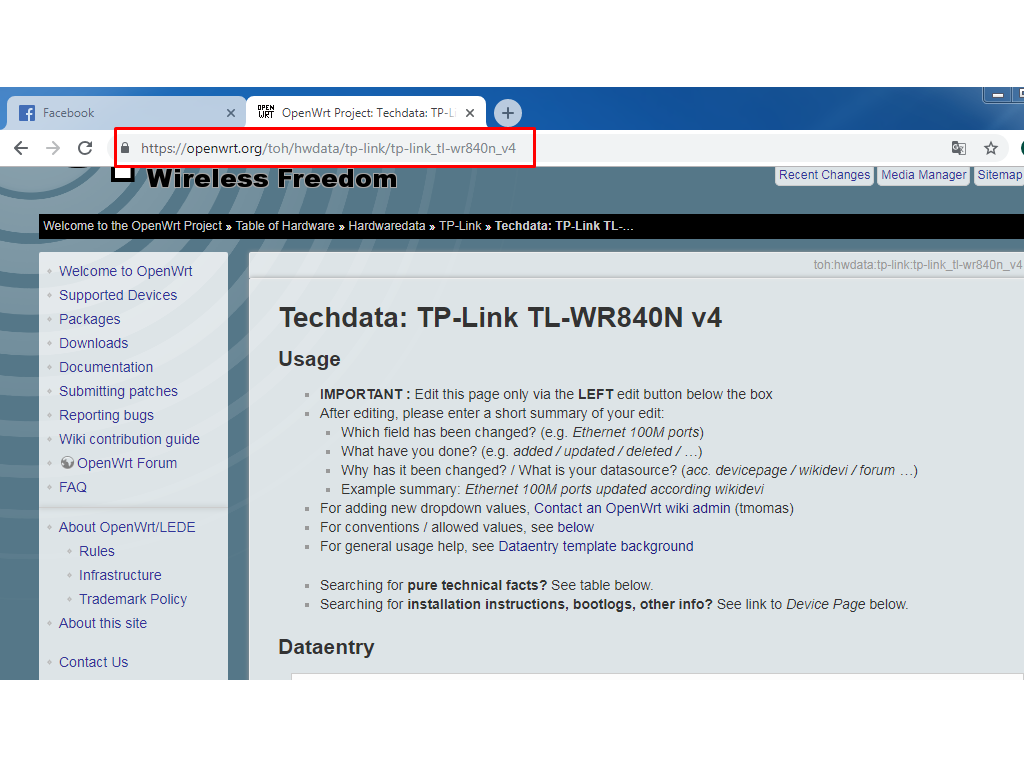 Facebook
OPEN WRT OpenWrt Project: Techdata: TP-Li
https://openwrt.org/toh/hwdata/tp-link/tp-link_tl-wr840n_v4
Wireless Freedom
Recent Changes Media Manager Sitemap
Welcome to the OpenWrt Project » Table of Hardware » Hardwaredata » TP-Link » Techdata: TP-Link TL-...
toh:hwdata:tp-link:tp-link_tl-wr840n_v4
Welcome to OpenWrt
Supported Devices
Packages
Downloads
Documentation
Submitting patches
Reporting bugs
Wiki contribution guide
OpenWrt Forum
FAQ
About OpenWrt/LEDE
Rules
Infrastructure
Trademark Policy
About this site
Contact Us
Techdata: TP-Link TL-WR840N v4
Usage
IMPORTANT : Edit this page only via the LEFT edit button below the box
After editing, please enter a short summary of your edit:
Which field has been changed? (e.g. Ethernet 100M ports)
What have you done? (e.g. added / updated / deleted / …)
Why has it been changed? / What is your datasource? (acc. devicepage / wikidevi / forum …)
Example summary: Ethernet 100M ports updated according wikidevi
For adding new dropdown values, Contact an OpenWrt wiki admin (tmomas)
For conventions / allowed values, see below
For general usage help, see Dataentry template background
Searching for pure technical facts? See table below.
Searching for installation instructions, bootlogs, other info? See link to Device Page below.
Dataentry